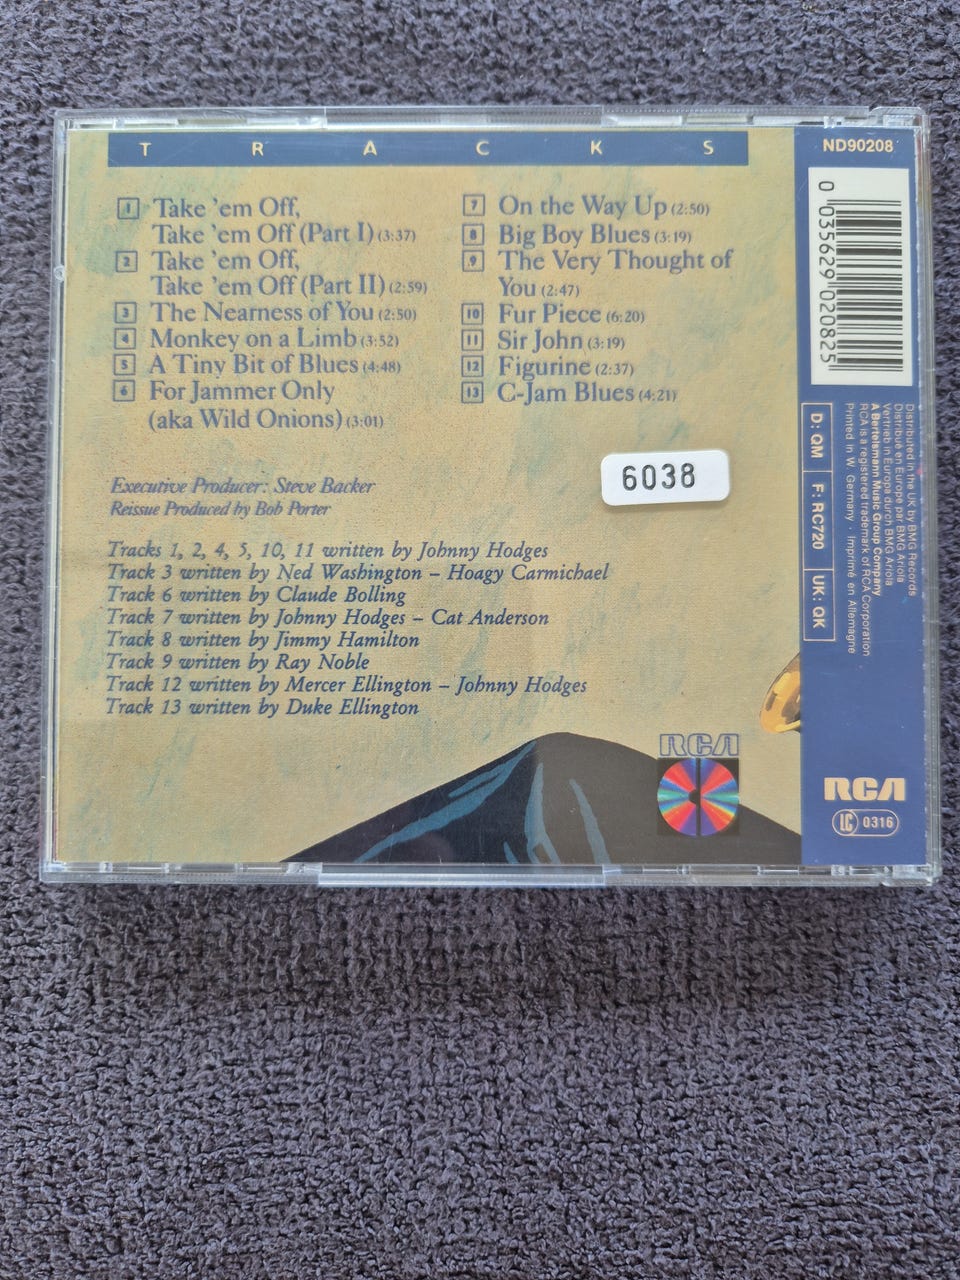 TRACKS
1 Take 'em Off,
Take 'em Off (Part I) (3:37)
2 Take 'em Off,
Take 'em Off (Part II) (2:59)
3 The Nearness of You (2:50)
4 Monkey on a Limb (3:52)
5 A Tiny Bit of Blues (4:48)
6 For Jammer Only
(aka Wild Onions) (3:01)
7 On the Way Up (2:50)
8 Big Boy Blues (3:19)
9 The Very Thought of
You (2:47)
10 Fur Piece (6:20)
11 Sir John (3:19)
12 Figurine (2:37)
13 C-Jam Blues (4:21)
6038
Executive Producer: Steve Backer
Reissue Produced by Bob Porter
Tracks 1, 2, 4, 5, 10, 11 written by Johnny Hodges
Track 3 written by Ned Washington – Hoagy Carmichael
Track 6 written by Claude Bolling
Track 7 written by Johnny Hodges – Cat Anderson
Track 8 written by Jimmy Hamilton
Track 9 written by Ray Noble
Track 12 written by Mercer Ellington – Johnny Hodges
Track 13 written by Duke Ellington
RCA
ND90208
0 035629 020825
Distributed in the UK by BMG Records
Distribué en Europe par BMG Ariola
Vertrieb in Europa durch BMG Ariola
A Bertelsmann Music Group Company
RCA is a registered trademark of RCA Corporation
Printed in W. Germany · Imprimé en Allemagne
D: QM
F: RC720
UK: QK
RCA
LC 0316